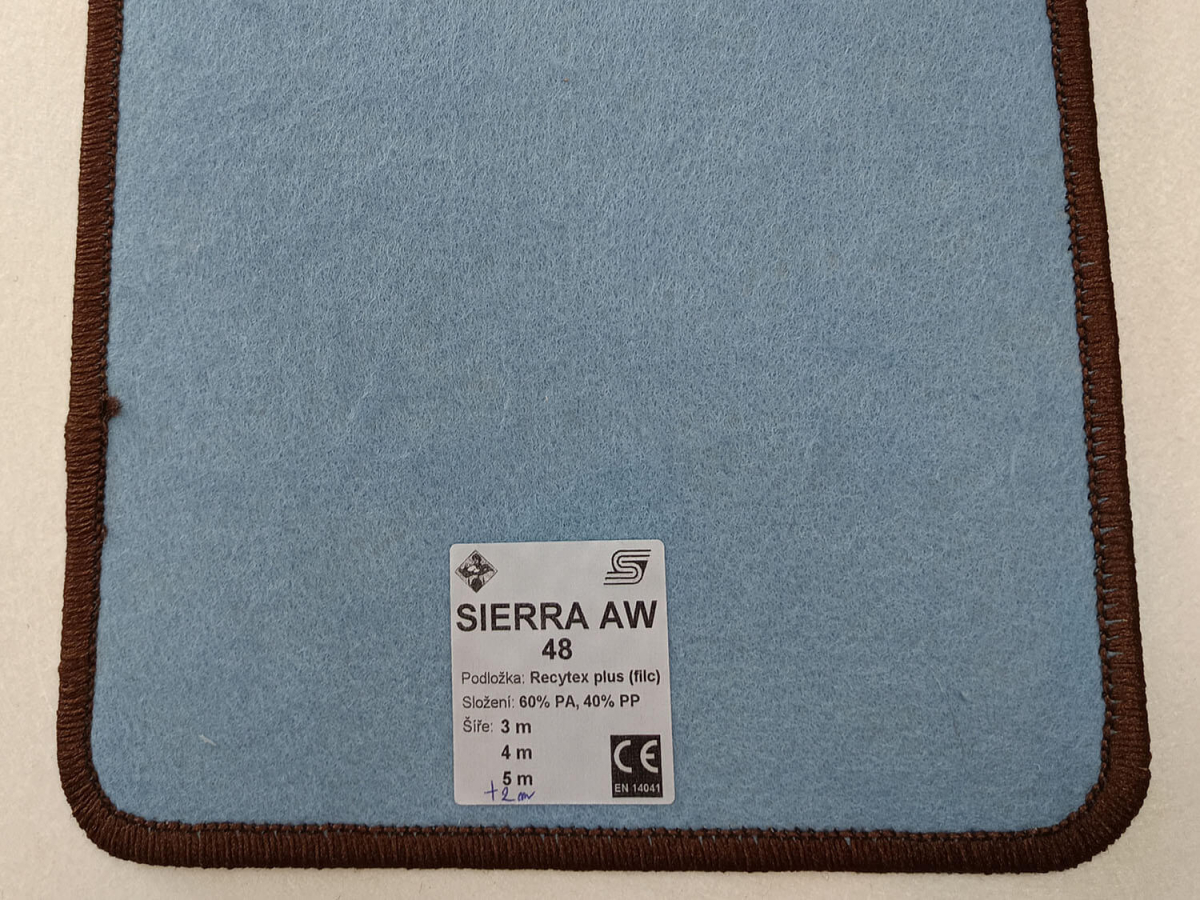 SIERRA AW
48
Podložka: Recytex plus (filc)
Složení: 60% PA, 40% PP
Šíře: 3 m
4 m
5 m
+2 m
CE
EN 14041